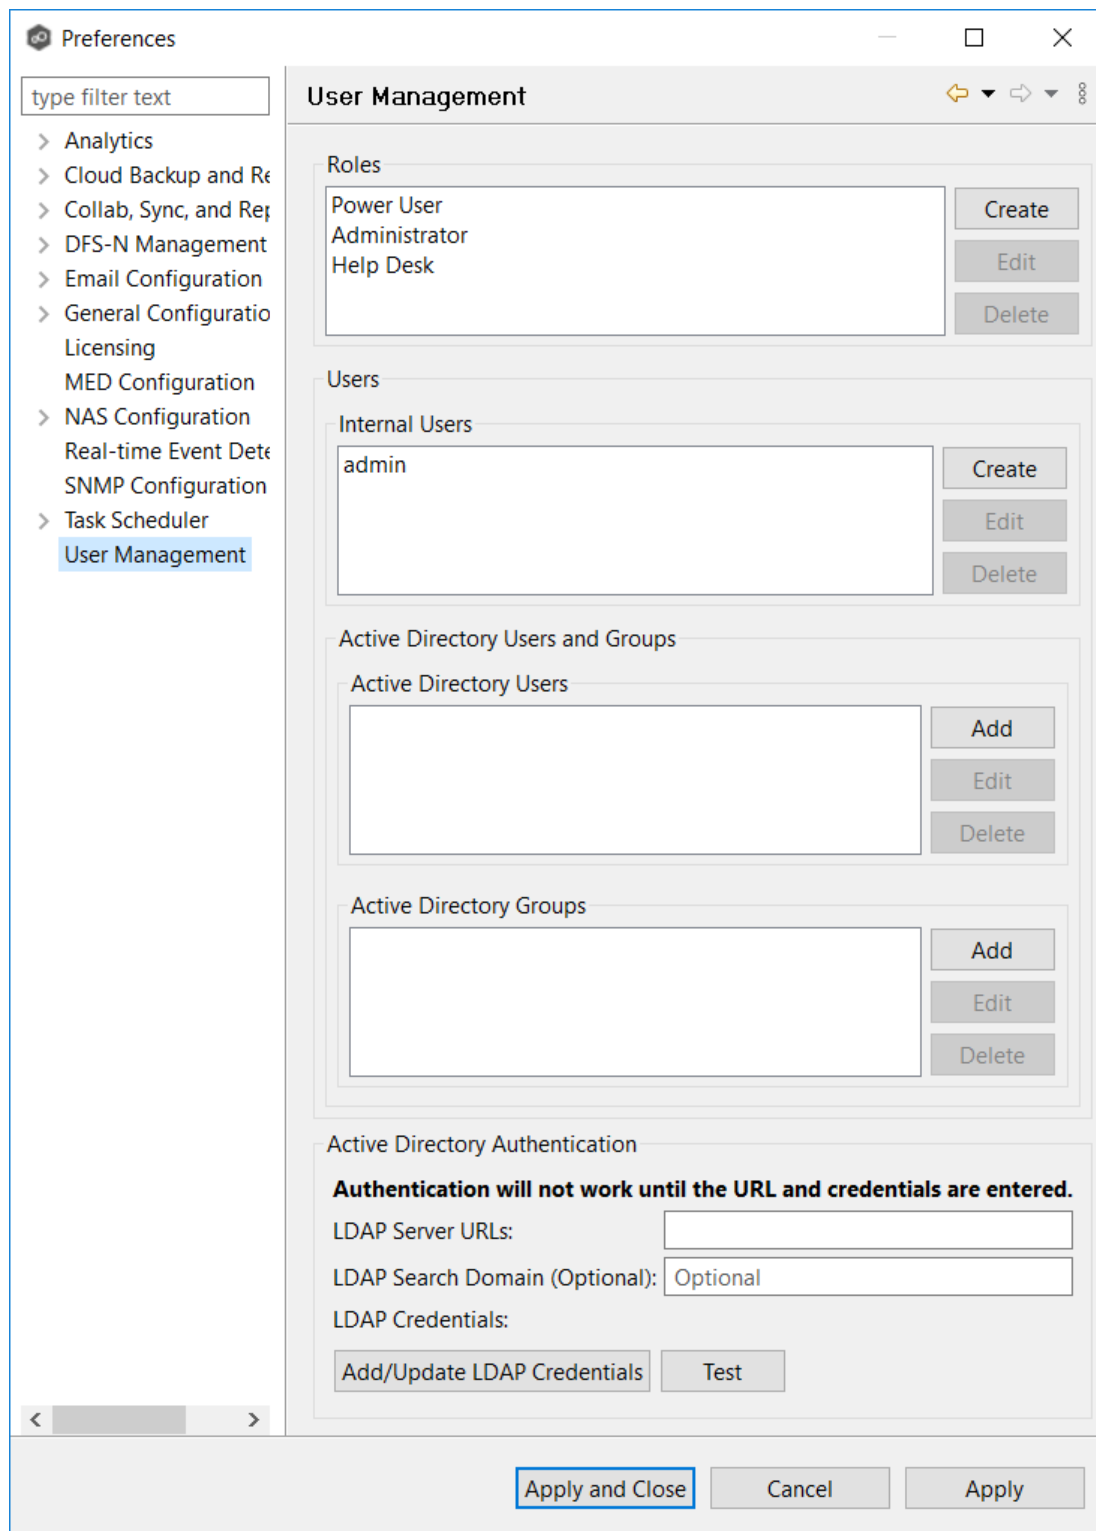 Preferences
type filter text
Analytics
Cloud Backup and Re
Collab, Sync, and Rep
DFS-N Management
Email Configuration
General Configuratio
Licensing
MED Configuration
NAS Configuration
Real-time Event Dete
SNMP Configuration
Task Scheduler
User Management
User Management
Roles
Power User
Administrator
Help Desk
Create
Edit
Delete
Users
Internal Users
admin
Create
Edit
Delete
Active Directory Users and Groups
Active Directory Users
Add
Edit
Delete
Active Directory Groups
Add
Edit
Delete
Active Directory Authentication
Authentication will not work until the URL and credentials are entered.
LDAP Server URLs:
LDAP Search Domain (Optional): Optional
LDAP Credentials:
Add/Update LDAP Credentials Test
Apply and Close Cancel Apply